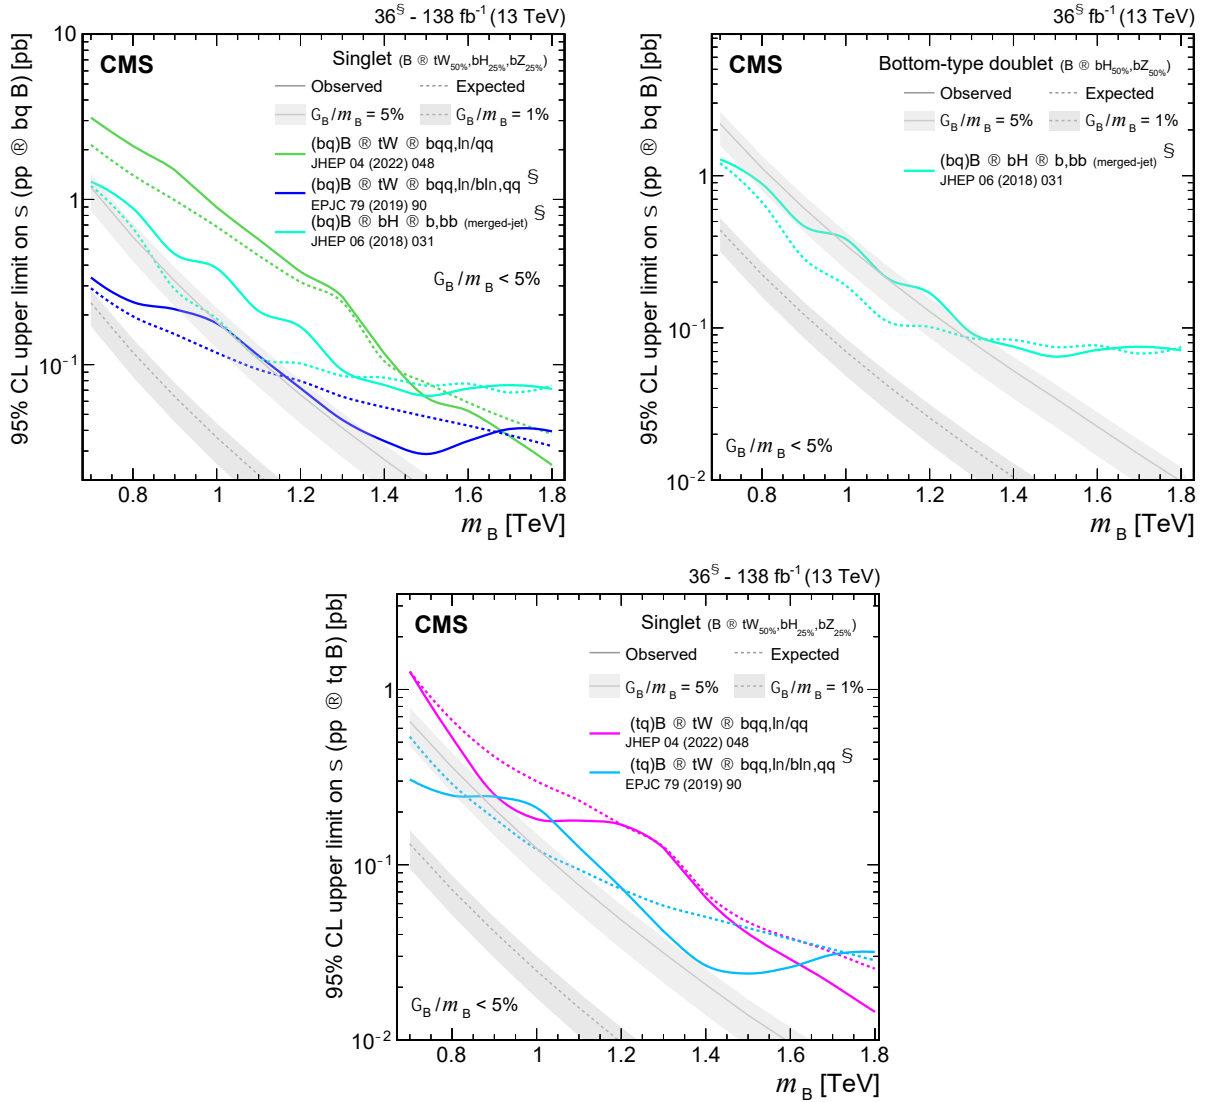 36§ - 138 fb-1 (13 TeV)
CMS
Singlet (B ® tW50%,bH25%,bZ25%)
Observed Expected
GB/mB = 5% GB/mB = 1%
(bq)B ® tW ® bqq,ln/qq
JHEP 04 (2022) 048
(bq)B ® tW ® bqq,ln/bln,qq §
EPJC 79 (2019) 90
(bq)B ® bH ® b,bb (merged-jet) §
JHEP 06 (2018) 031
GB/mB < 5%
95% CL upper limit on s (pp ® bq B) [pb]
10
1
10−1
0.8 1 1.2 1.4 1.6 1.8
mB [TeV]
36§ fb-1 (13 TeV)
CMS
Bottom-type doublet (B ® bH50%,bZ50%)
Observed Expected
GB/mB = 5% GB/mB = 1%
(bq)B ® bH ® b,bb (merged-jet) §
JHEP 06 (2018) 031
GB/mB < 5%
95% CL upper limit on s (pp ® bq B) [pb]
1
10−1
10−2
0.8 1 1.2 1.4 1.6 1.8
mB [TeV]
36§ - 138 fb-1 (13 TeV)
CMS
Singlet (B ® tW50%,bH25%,bZ25%)
Observed Expected
GB/mB = 5% GB/mB = 1%
(tq)B ® tW ® bqq,ln/qq
JHEP 04 (2022) 048
(tq)B ® tW ® bqq,ln/bln,qq §
EPJC 79 (2019) 90
GB/mB < 5%
95% CL upper limit on s (pp ® tq B) [pb]
1
10−1
10−2
0.8 1 1.2 1.4 1.6 1.8
mB [TeV]